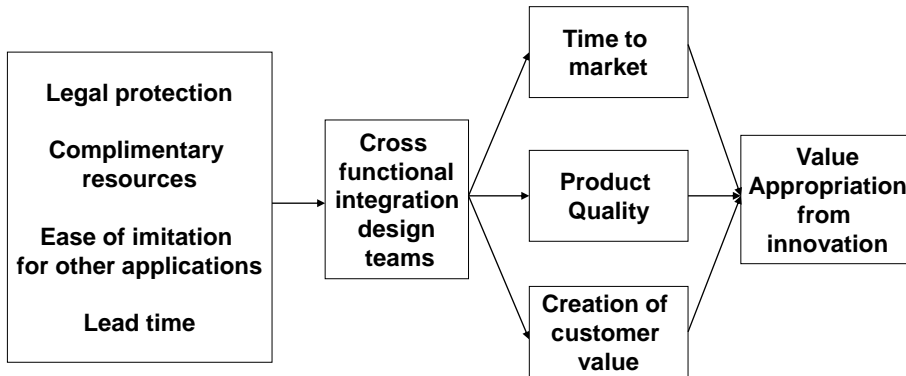 Legal protection
Complimentary
resources
Ease of imitation
for other applications
Lead time
Cross
functional
integration
design
teams
Time to
market
Product
Quality
Creation of
customer
value
Value
Appropriation
from
innovation